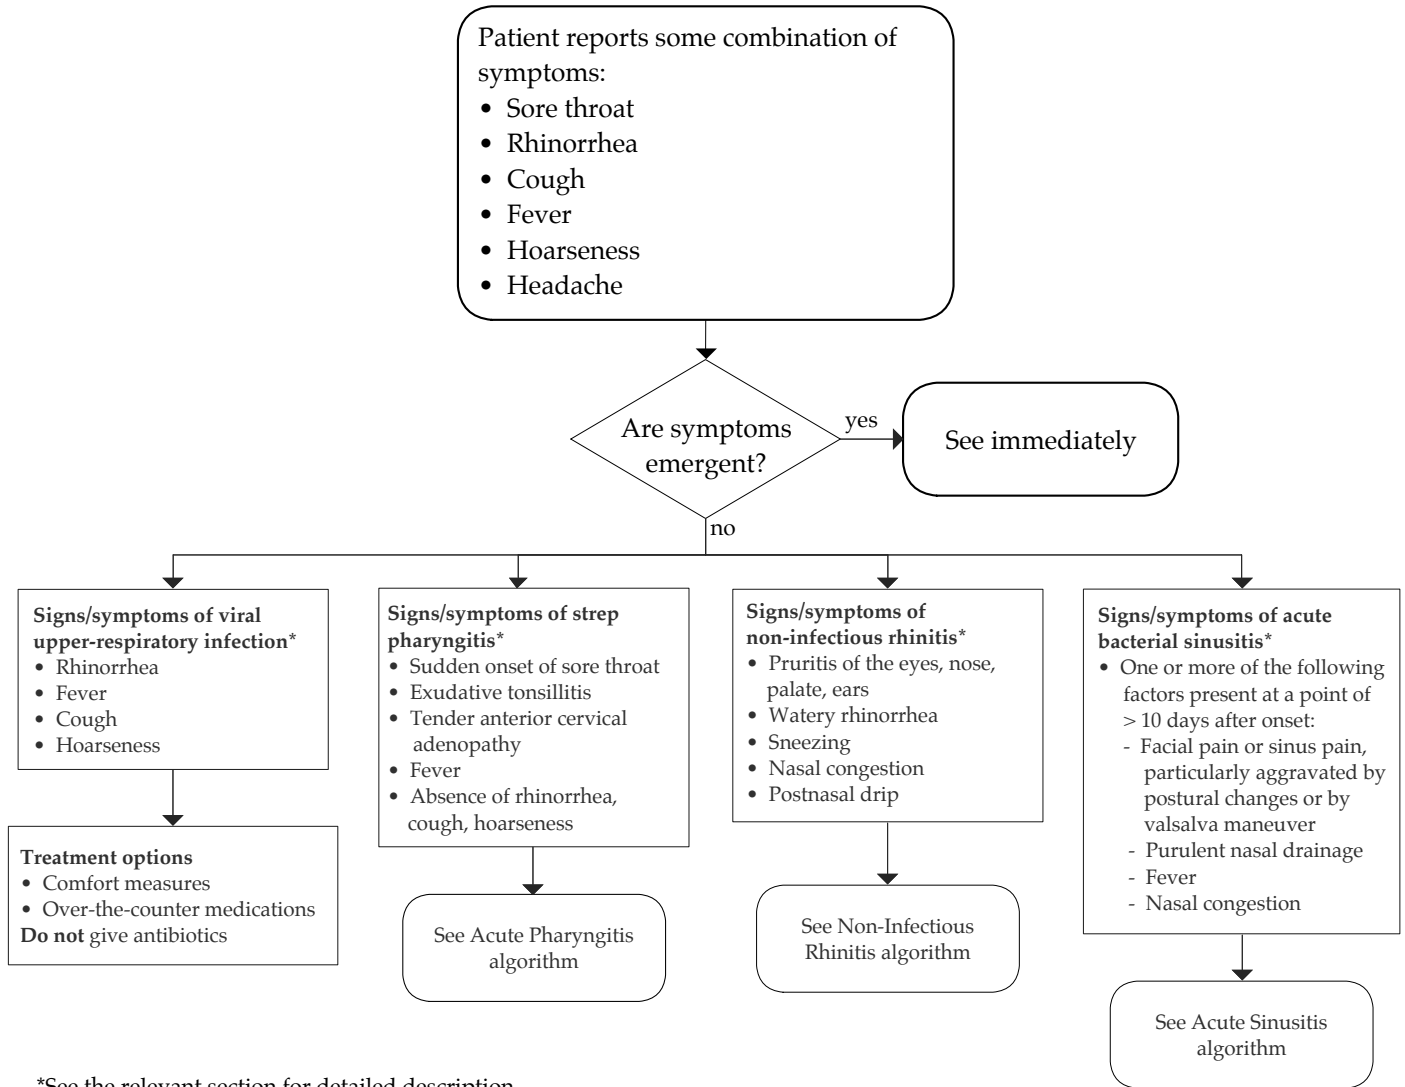 Patient reports some combination of
symptoms:
• Sore throat
• Rhinorrhea
• Cough
• Fever
• Hoarseness
• Headache
Are symptoms
emergent?
yes
See immediately
no
Signs/symptoms of viral
upper-respiratory infection*
• Rhinorrhea
• Fever
• Cough
• Hoarseness
Treatment options
• Comfort measures
• Over-the-counter medications
Do not give antibiotics
Signs/symptoms of strep
pharyngitis*
• Sudden onset of sore throat
• Exudative tonsillitis
• Tender anterior cervical
adenopathy
• Fever
• Absence of rhinorrhea,
cough, hoarseness
See Acute Pharyngitis
algorithm
Signs/symptoms of
non-infectious rhinitis*
• Pruritis of the eyes, nose,
palate, ears
• Watery rhinorrhea
• Sneezing
• Nasal congestion
• Postnasal drip
See Non-Infectious
Rhinitis algorithm
Signs/symptoms of acute
bacterial sinusitis*
• One or more of the following
factors present at a point of
> 10 days after onset:
- Facial pain or sinus pain,
particularly aggravated by
postural changes or by
valsalva maneuver
- Purulent nasal drainage
- Fever
- Nasal congestion
See Acute Sinusitis
algorithm
*See the relevant section for detailed description